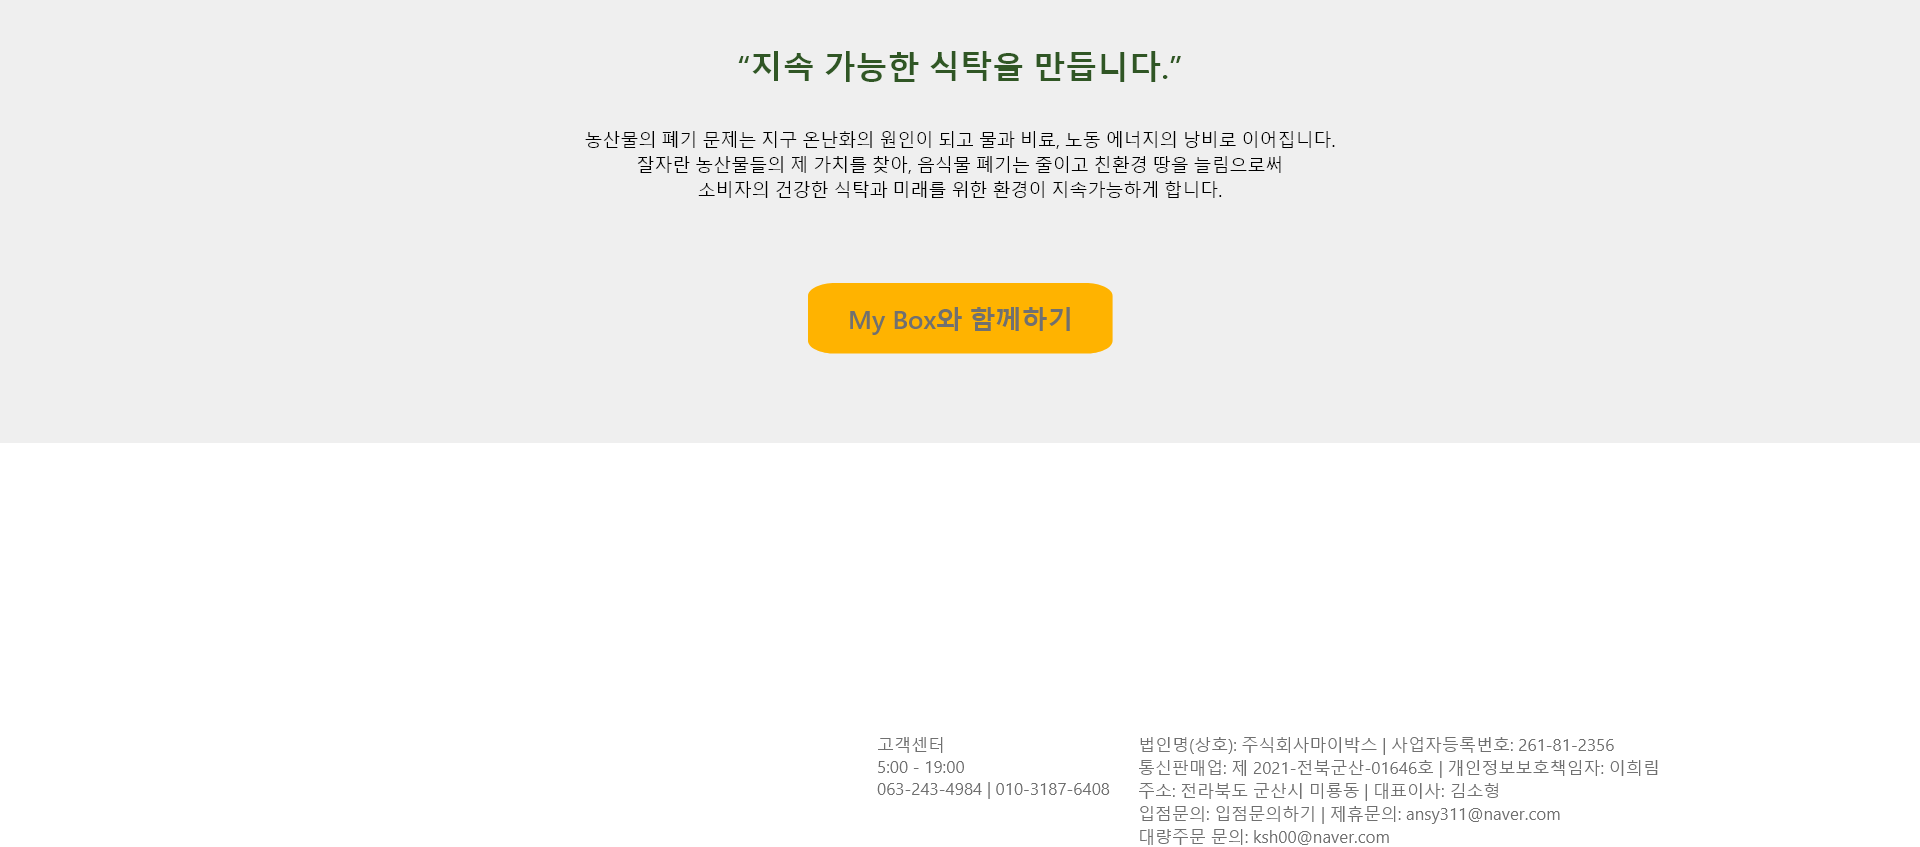 “지속 가능한 식탁을 만듭니다.”
농산물의 폐기 문제는 지구 온난화의 원인이 되고 물과 비료, 노동 에너지의 낭비로 이어집니다.
잘자란 농산물들의 제 가치를 찾아, 음식물 폐기는 줄이고 친환경 땅을 늘림으로써
소비자의 건강한 식탁과 미래를 위한 환경이 지속가능하게 합니다.
My Box와 함께하기
고객센터
5:00 - 19:00
063-243-4984 | 010-3187-6408
법인명(상호): 주식회사마이박스 | 사업자등록번호: 261-81-2356
통신판매업: 제 2021-전북군산-01646호 | 개인정보보호책임자: 이희림
주소: 전라북도 군산시 미룡동 | 대표이사: 김소형
입점문의: 입점문의하기 | 제휴문의: ansy311@naver.com
대량주문 문의: ksh00@naver.com